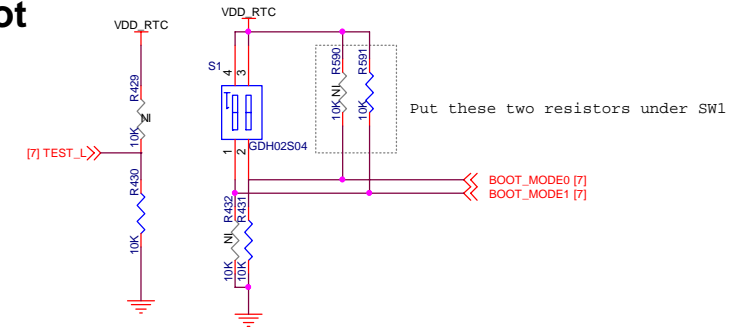 ot
VDD_RTC
VDD_RTC
R429
NI
10K
[7] TEST_L
R430
10K
S1
4
3
1
1
2
GDH02S04
R590
R591
10K NI
10K
Put these two resistors under SW1
BOOT_MODE0 [7]
BOOT_MODE1 [7]
R432
R431
NI
10K
10K